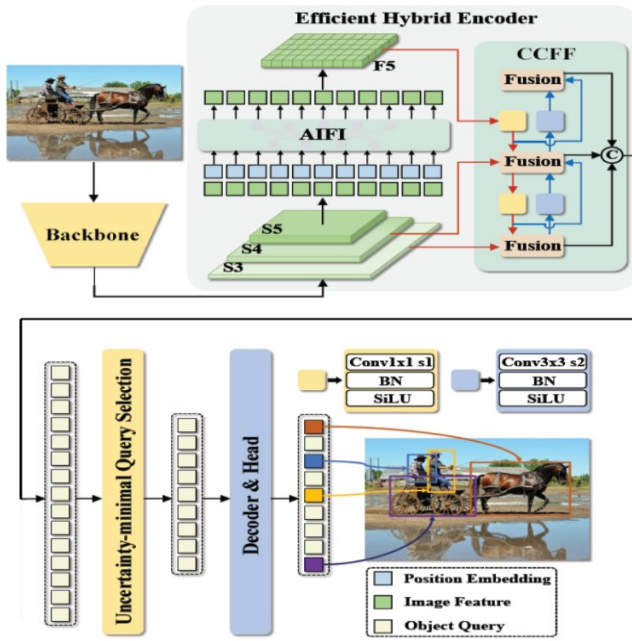 Efficient Hybrid Encoder
F5
CCFF
Fusion
AIFI
Fusion
C
Backbone
S5
S4
S3
Fusion
Uncertainty-minimal Query Selection
Decoder & Head
Conv1x1 s1
BN
SiLU
Conv3x3 s2
BN
SiLU
Position Embedding
Image Feature
Object Query